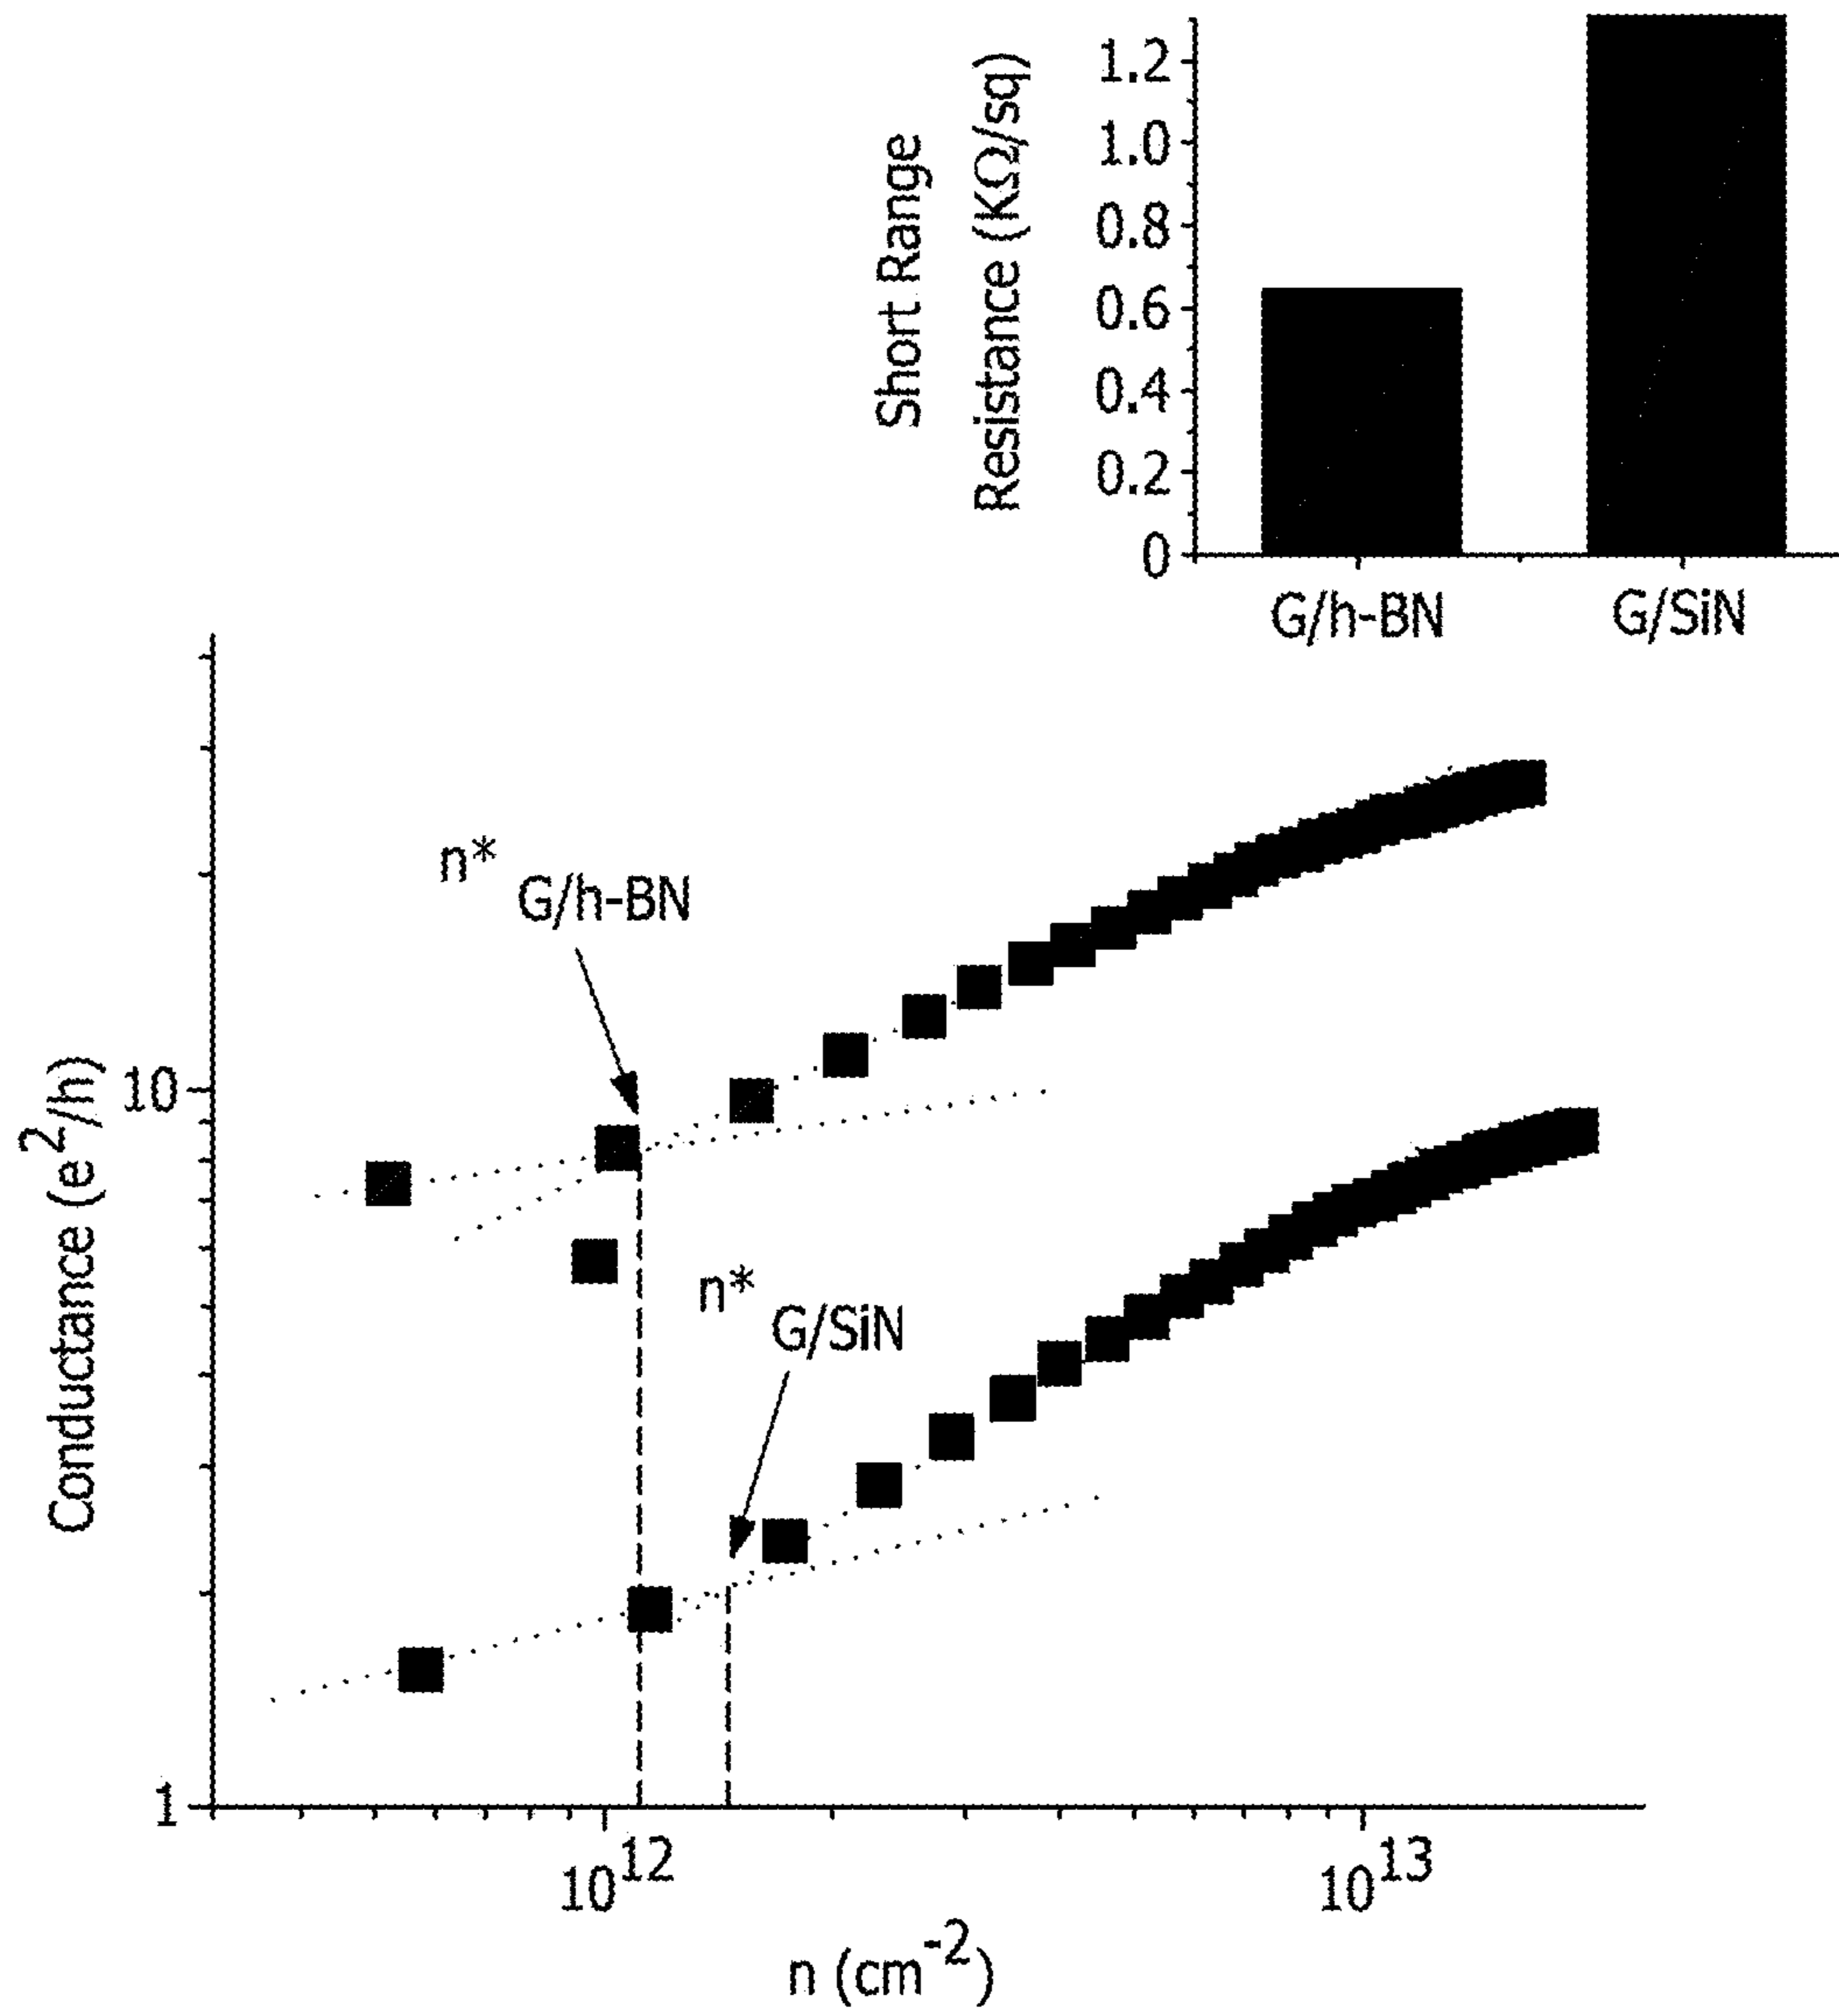 Short Range
Resistance (KΩ/sq)
1.2
1.0
0.8
0.6
0.4
0.2
0
G/h-BN
G/SiN
Conductance (e²/h)
10
1
n*
G/h-BN
n*
G/SiN
10¹²
10¹³
n (cm⁻²)